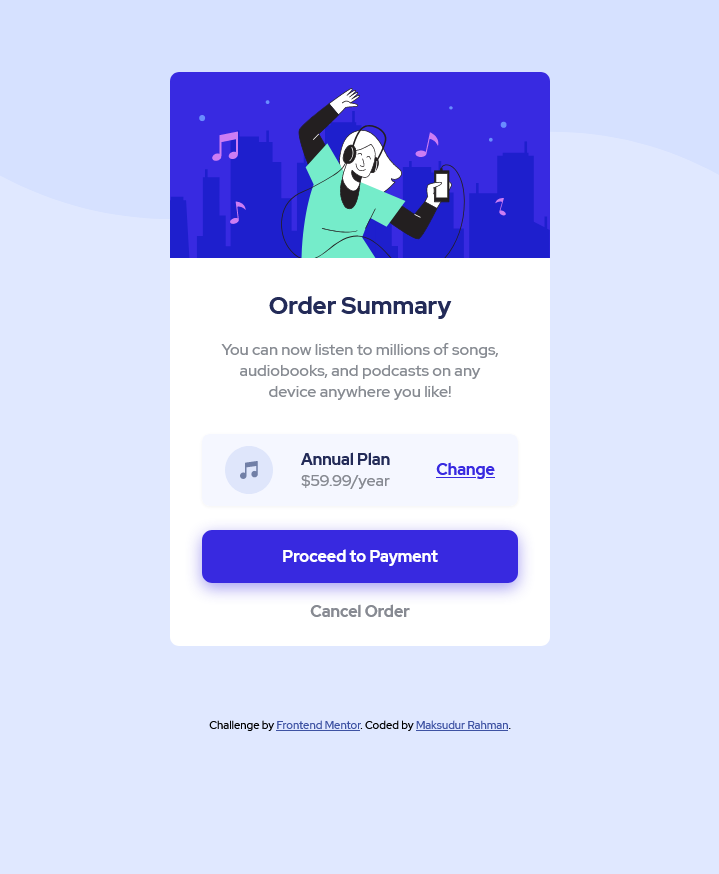 Order Summary
You can now listen to millions of songs,
audiobooks, and podcasts on any
device anywhere you like!
Annual Plan
$59.99/year
Change
Proceed to Payment
Cancel Order
Challenge by Frontend Mentor. Coded by Maksudur Rahman.